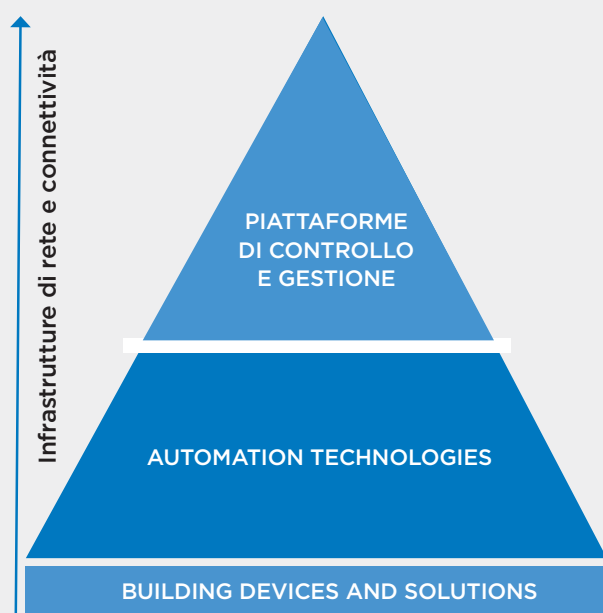 Infrastrutture di rete e connettività
PIATTAFORME
DI CONTROLLO
E GESTIONE
AUTOMATION TECHNOLOGIES
BUILDING DEVICES AND SOLUTIONS